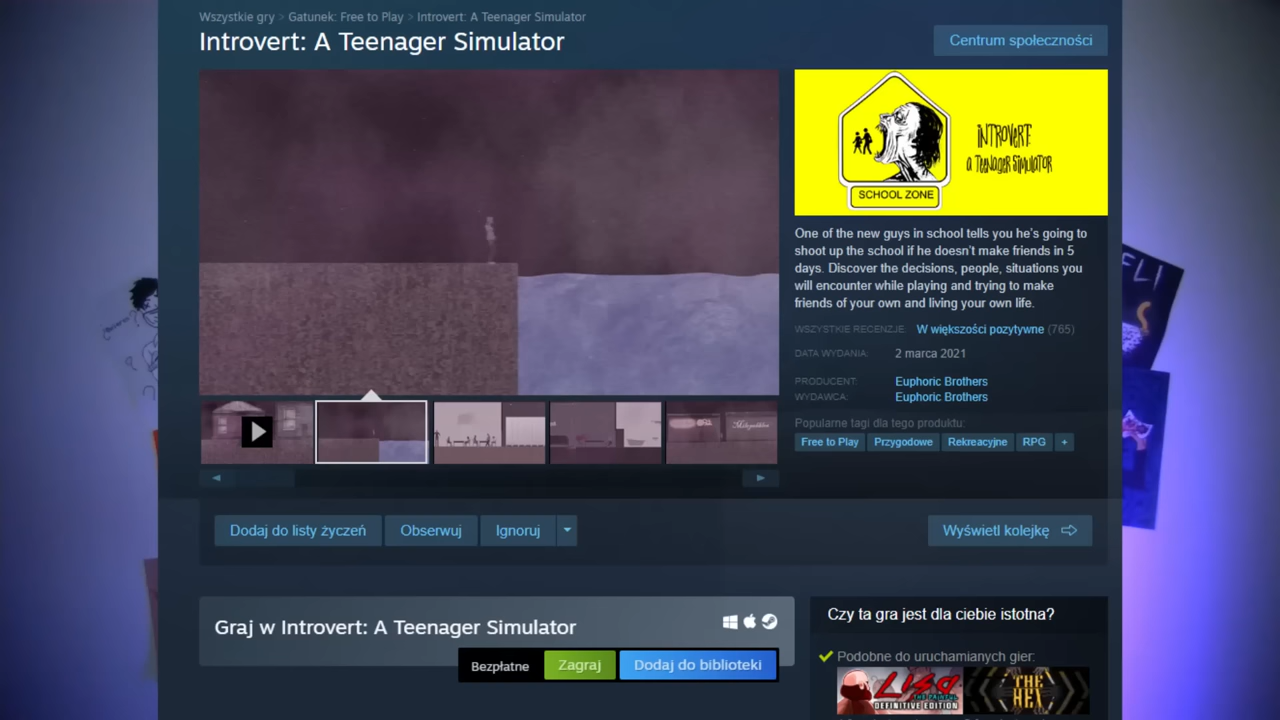 Wszystkie gry > Gatunek: Free to Play > Introvert: A Teenager Simulator
Introvert: A Teenager Simulator
Centrum społeczności
SCHOOL ZONE
INTROVERT:
a TEENAGER SIMULATOR
One of the new guys in school tells you he's going to
shoot up the school if he doesn't make friends in 5
days. Discover the decisions, people, situations you
will encounter while playing and trying to make
friends of your own and living your own life.
WSZYSTKIE RECENZJE: W większości pozytywne (765)
DATA WYDANIA: 2 marca 2021
PRODUCENT: Euphoric Brothers
WYDAWCA: Euphoric Brothers
Popularne tagi dla tego produktu:
Free to Play Przygodowe Rekreacyjne RPG +
Dodaj do listy życzeń Obserwuj Ignoruj
Wyświetl kolejkę
Graj w Introvert: A Teenager Simulator
Bezpłatne Zagraj Dodaj do biblioteki
Czy ta gra jest dla ciebie istotna?
Podobne do uruchamianych gier:
LISA
THE PAINFUL
DEFINITIVE EDITION
THE
HEX